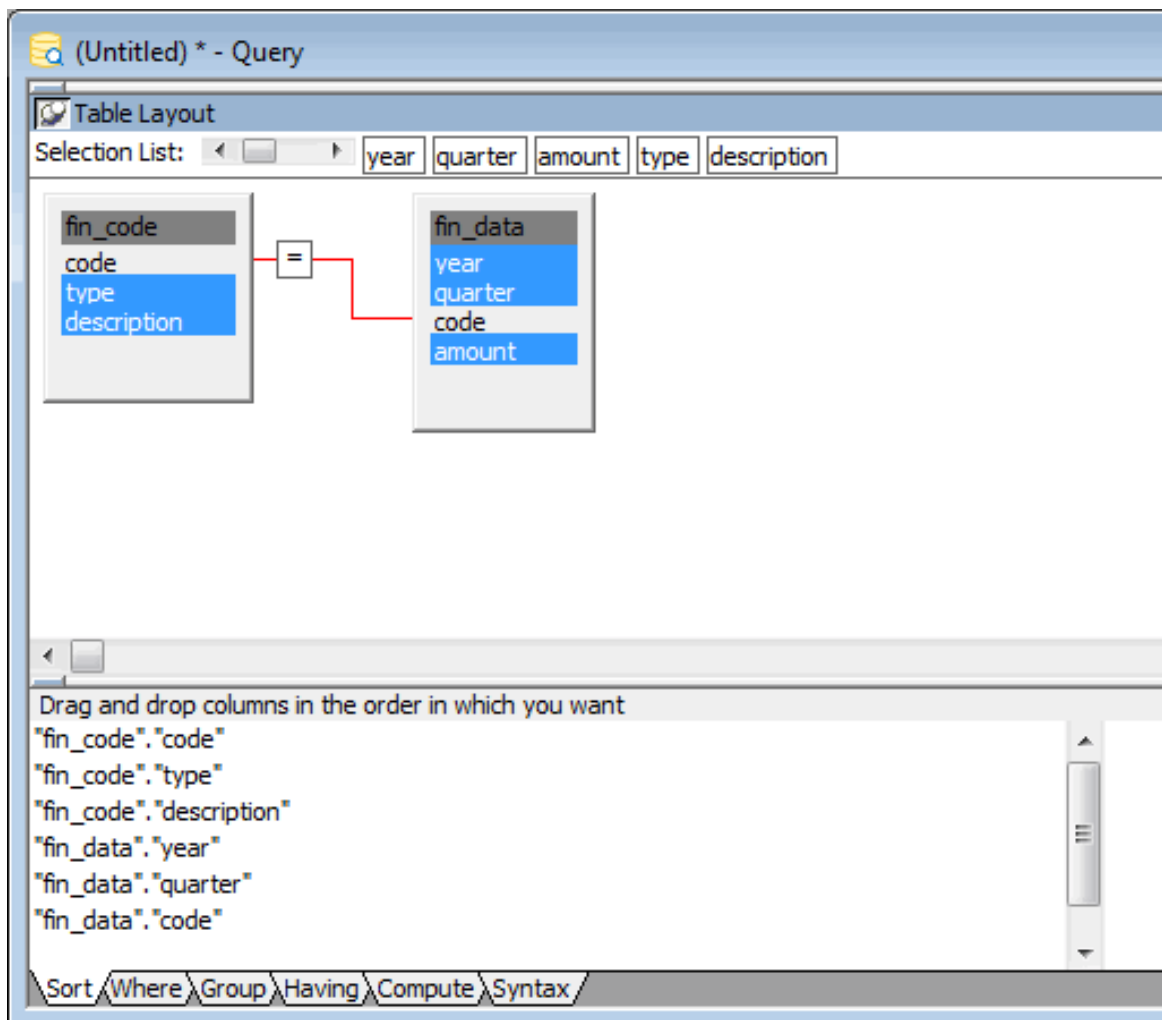 (Untitled) * - Query
Table Layout
Selection List: year quarter amount type description
fin_code
code
type
description
=
fin_data
year
quarter
code
amount
Drag and drop columns in the order in which you want
"fin_code"."code"
"fin_code"."type"
"fin_code"."description"
"fin_data"."year"
"fin_data"."quarter"
"fin_data"."code"
Sort Where Group Having Compute Syntax